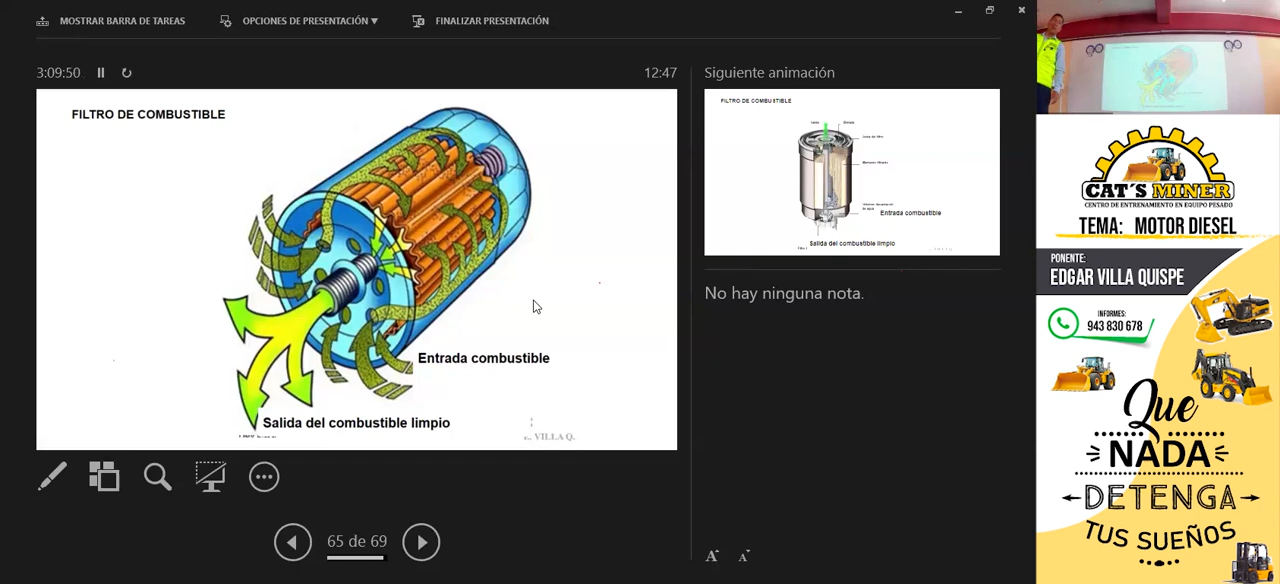 MOSTRAR BARRA DE TAREAS
OPCIONES DE PRESENTACIÓN ▼
FINALIZAR PRESENTACIÓN
3:09:50
12:47
FILTRO DE COMBUSTIBLE
Entrada combustible
Salida del combustible limpio
VILLA Q.
65 de 69
Siguiente animación
FILTRO DE COMBUSTIBLE
Entrada combustible
Salida del combustible limpio
No hay ninguna nota.
A A
CAT'S MINER
CENTRO DE ENTRENAMIENTO EN EQUIPO PESADO
TEMA: MOTOR DIESEL
PONENTE:
EDGAR VILLA QUISPE
INFORMES:
943 830 678
Que
NADA
DETENGA
TUS SUEÑOS